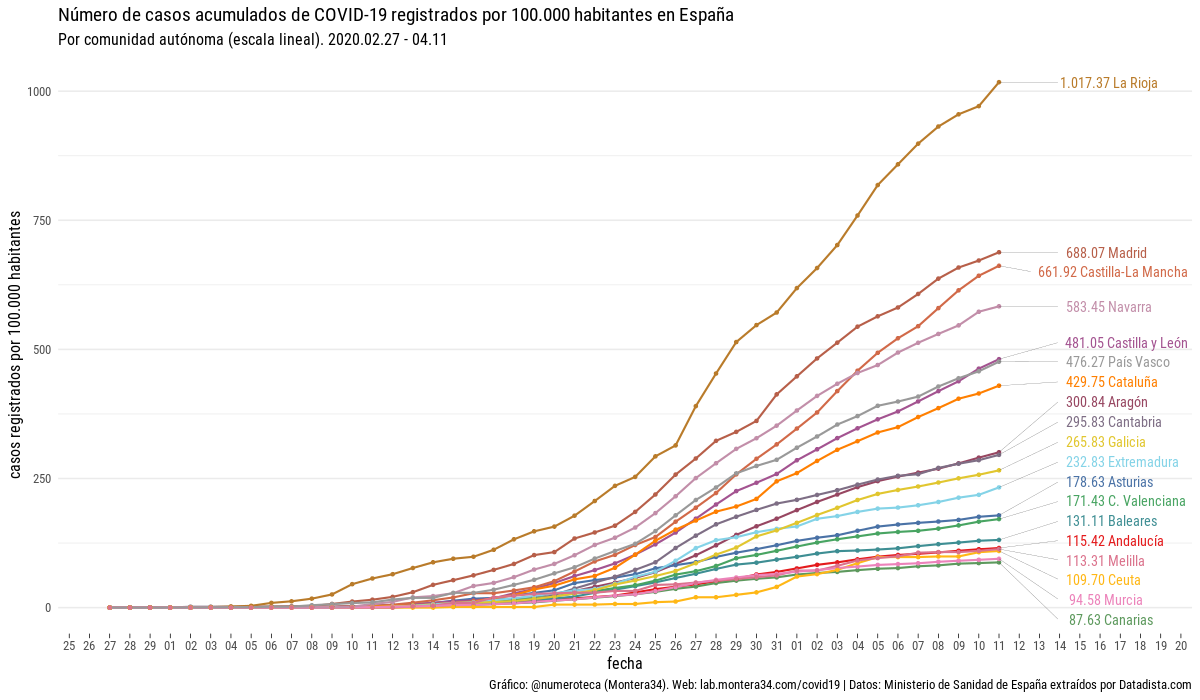 Número de casos acumulados de COVID-19 registrados por 100.000 habitantes en España
Por comunidad autónoma (escala lineal). 2020.02.27 - 04.11
casos registrados por 100.000 habitantes
1000
750
500
250
0
1.017.37 La Rioja
688.07 Madrid
661.92 Castilla-La Mancha
583.45 Navarra
481.05 Castilla y León
476.27 País Vasco
429.75 Cataluña
300.84 Aragón
295.83 Cantabria
265.83 Galicia
232.83 Extremadura
178.63 Asturias
171.43 C. Valenciana
131.11 Baleares
115.42 Andalucía
113.31 Melilla
109.70 Ceuta
94.58 Murcia
87.63 Canarias
25 26 27 28 29 01 02 03 04 05 06 07 08 09 10 11 12 13 14 15 16 17 18 19 20 21 22 23 24 25 26 27 28 29 30 31 01 02 03 04 05 06 07 08 09 10 11 12 13 14 15 16 17 18 19 20
fecha
Gráfico: @numeroteca (Montera34). Web: lab.montera34.com/covid19 | Datos: Ministerio de Sanidad de España extraídos por Datadista.com